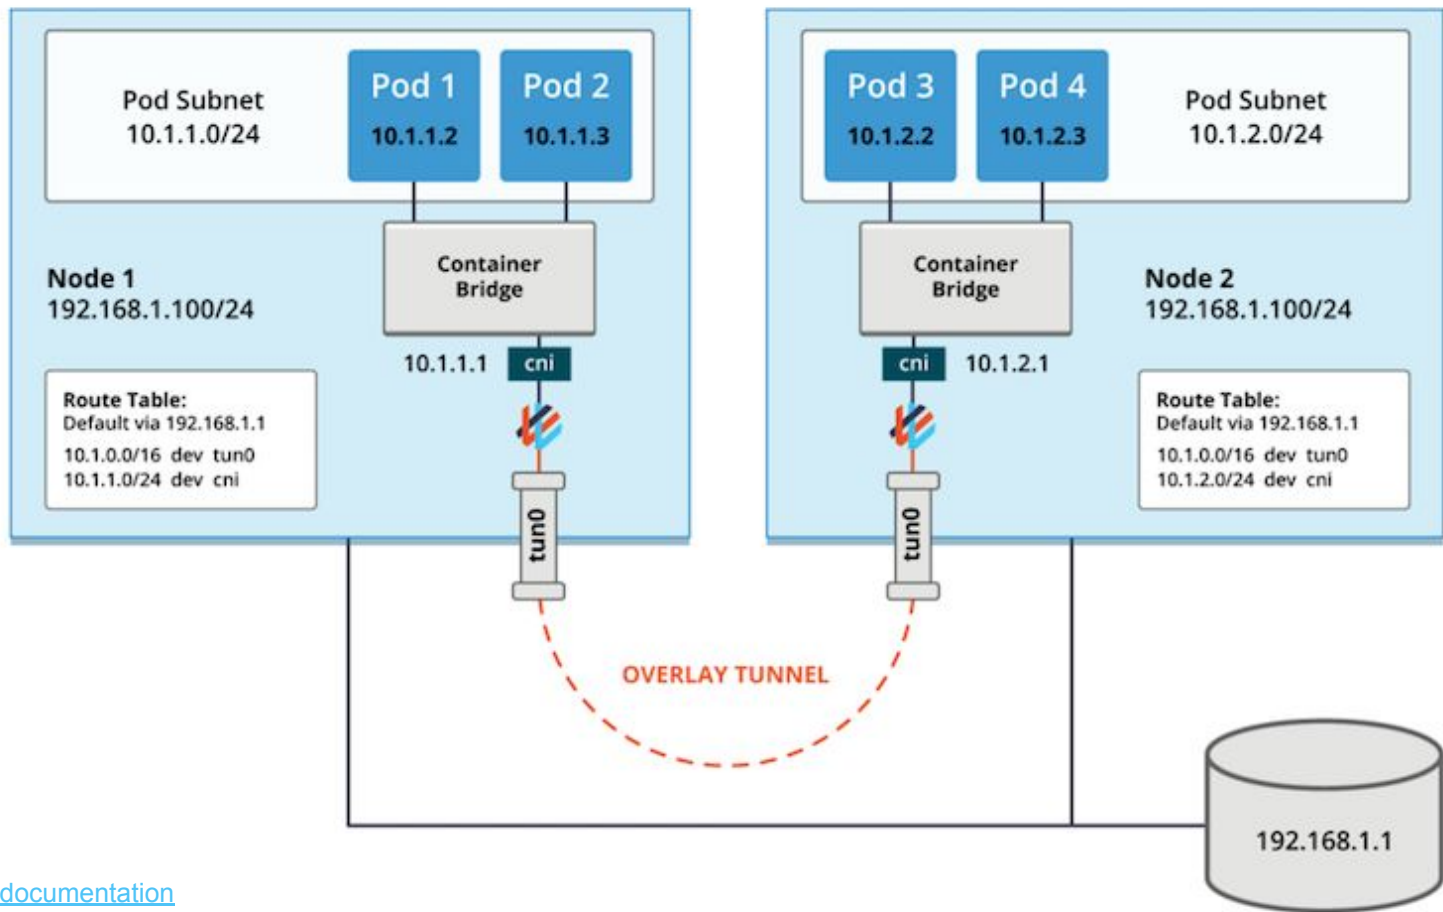 Pod Subnet
10.1.1.0/24
Pod 1
10.1.1.2
Pod 2
10.1.1.3
Container
Bridge
Node 1
192.168.1.100/24
10.1.1.1
cni
Route Table:
Default via 192.168.1.1
10.1.0.0/16 dev tun0
10.1.1.0/24 dev cni
tun0
Pod 3
10.1.2.2
Pod 4
10.1.2.3
Pod Subnet
10.1.2.0/24
Container
Bridge
Node 2
192.168.1.100/24
cni
10.1.2.1
Route Table:
Default via 192.168.1.1
10.1.0.0/16 dev tun0
10.1.2.0/24 dev cni
tun0
OVERLAY TUNNEL
192.168.1.1
documentation